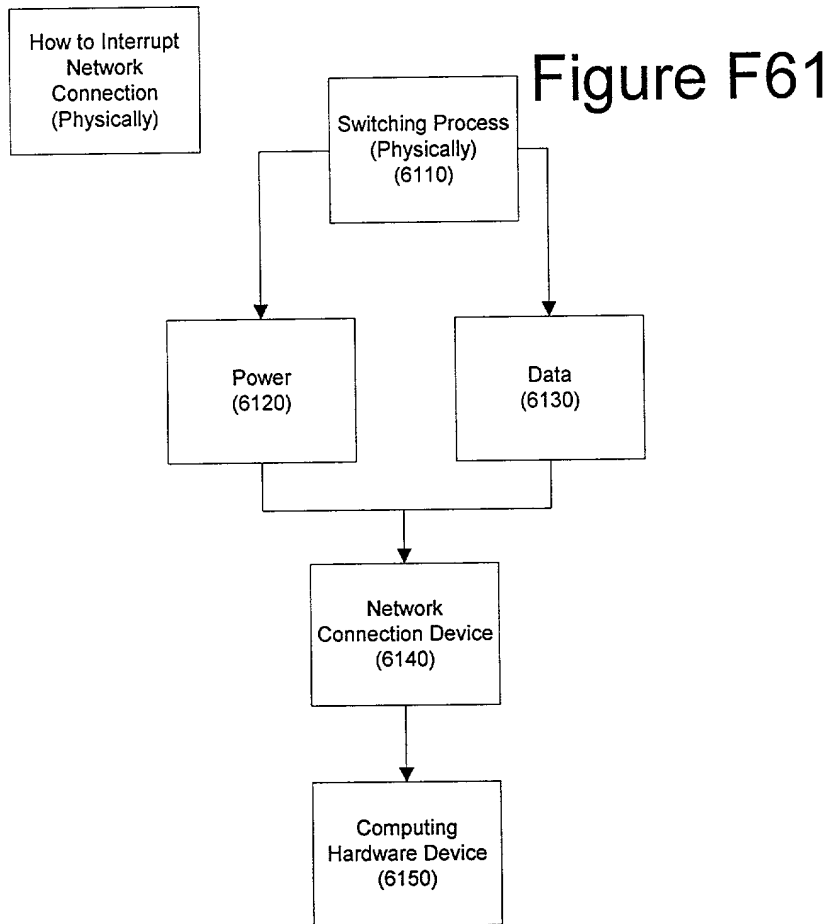 How to Interrupt
Network
Connection
(Physically)
Figure F61
Switching Process
(Physically)
(6110)
Power
(6120)
Data
(6130)
Network
Connection Device
(6140)
Computing
Hardware Device
(6150)